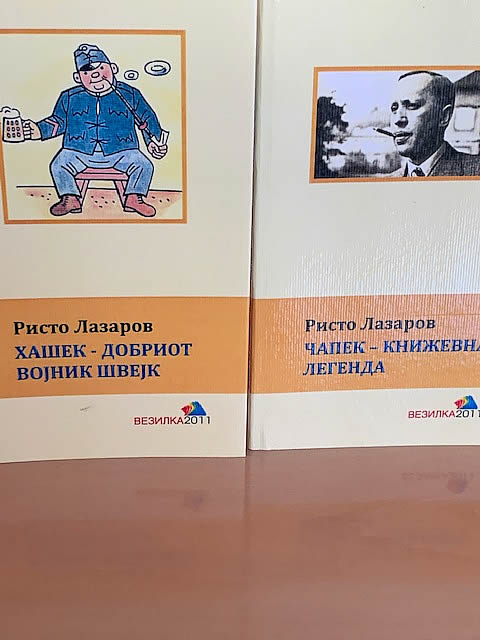 Ристо Лазаров
ХАШЕК - ДОБРИОТ
ВОЈНИК ШВЕЈК
ВЕЗИЛКА2011
Ристо Лазаров
ЧАПЕК – КНИЖЕВНА
ЛЕГЕНДА
ВЕЗИЛКА2011